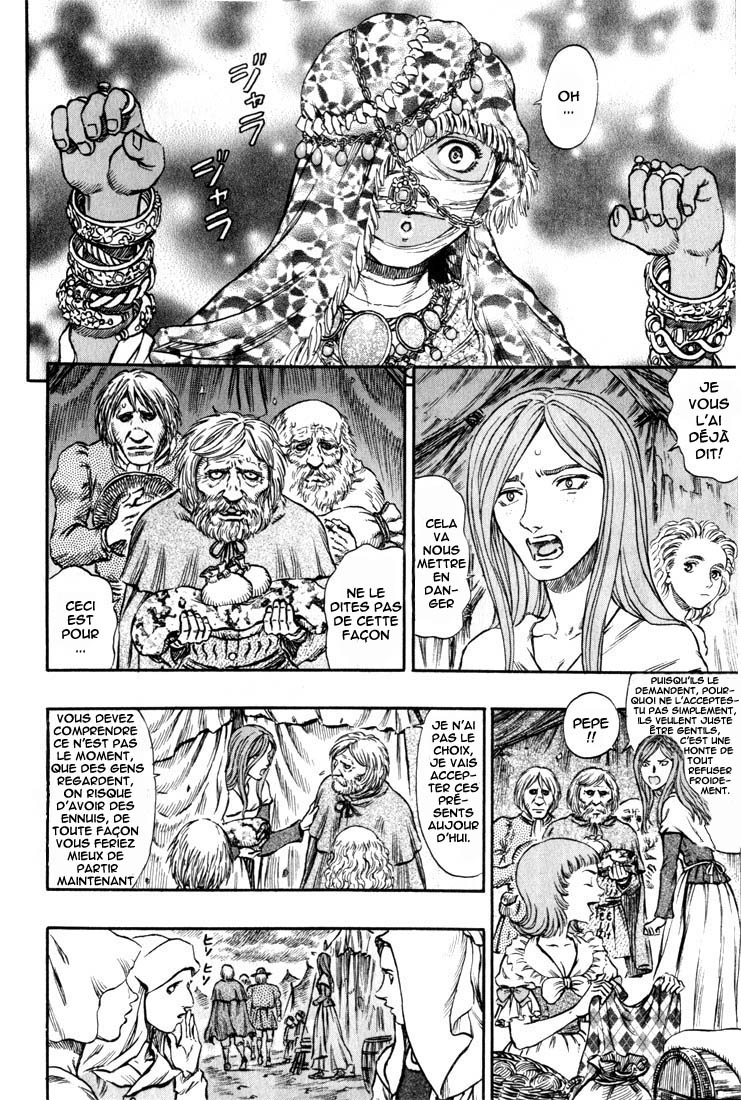 OH
...
ジャラ
ジャラ
JE
VOUS
L'AI
DÉJÀ
DIT!
CELA
VA
NOUS
METTRE
EN
DAN-
GER
NE LE
DITES PAS
DE CETTE
FAÇON
CECI
EST
POUR
...
PUISQU'ILS LE
DEMANDENT, POUR-
QUOI NE L'ACCEPTES-
TU PAS SIMPLEMENT,
ILS VEULENT JUSTE
ÊTRE GENTILS,
C'EST UNE
HONTE DE
TOUT
REFUSER
FROIDE-
MENT.
PEPE
!!
JE N'AI
PAS LE
CHOIX,
JE VAIS
ACCEP-
TER CES
PRÉ-
SENTS
AUJOUR
D'HUI.
VOUS DEVEZ
COMPRENDRE
CE N'EST PAS
LE MOMENT,
QUE DES GENS
REGARDENT,
ON RISQUE
D'AVOIR DES
ENNUIS, DE
TOUTE FAÇON
VOUS FERIEZ
MIEUX DE
PARTIR
MAINTENANT
ヒソ
ヒソ